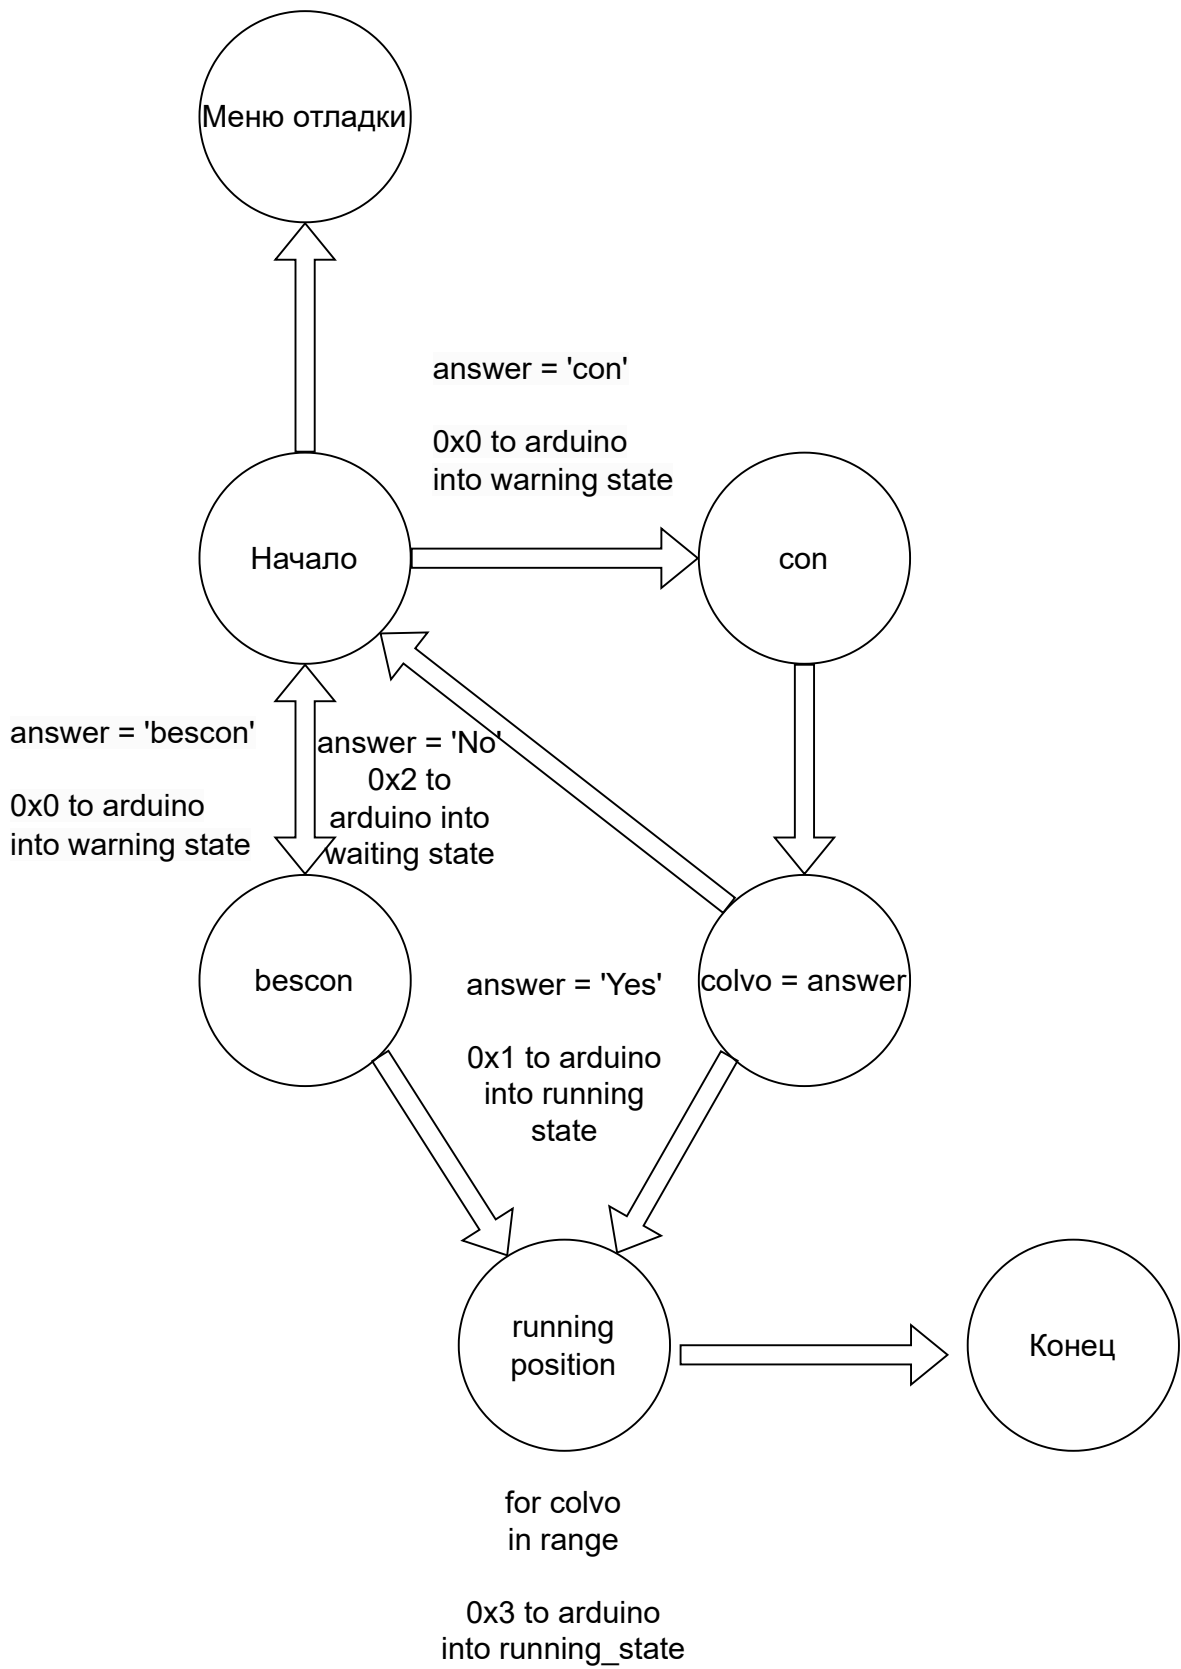 Меню отладки
answer = 'con'
0x0 to arduino
into warning state
Начало
con
answer = 'bescon'
0x0 to arduino
into warning state
answer = 'No'
0x2 to
arduino into
waiting state
bescon
answer = 'Yes'
0x1 to arduino
into running
state
colvo = answer
running
position
Конец
for colvo
in range
0x3 to arduino
into running_state